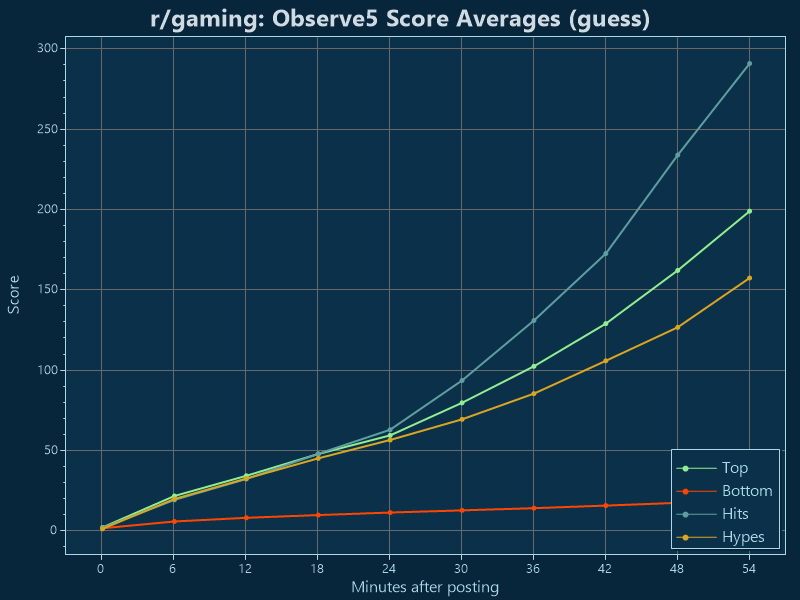 r/gaming: Observe5 Score Averages (guess)
300
250
200
150
100
50
0
Score
0 6 12 18 24 30 36 42 48 54
Minutes after posting
Top
Bottom
Hits
Hypes